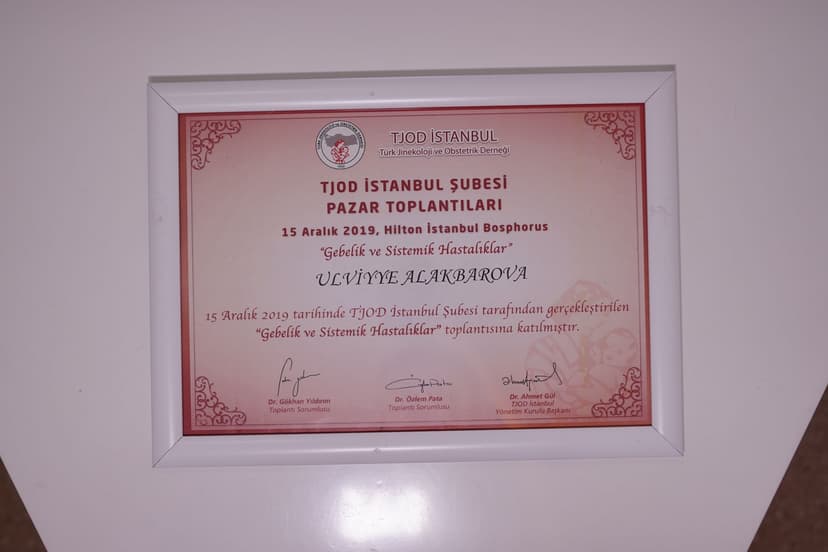 TJOD İSTANBUL
Türk Jinekoloji ve Obstetrik Derneği
TJOD İSTANBUL ŞUBESİ
PAZAR TOPLANTILARI
15 Aralık 2019, Hilton İstanbul Bosphorus
"Gebelik ve Sistemik Hastalıklar"
ULVİYYE ALAKBAROVA
15 Aralık 2019 tarihinde TJOD İstanbul Şubesi tarafından gerçekleştirilen
"Gebelik ve Sistemik Hastalıklar" toplantısına katılmıştır.
Dr. Gökhan Yıldırım
Toplantı Sorumlusu
Dr. Özlem Pata
Toplantı Sorumlusu
Dr. Ahmet Gül
TJOD İstanbul
Yönetim Kurulu Başkanı